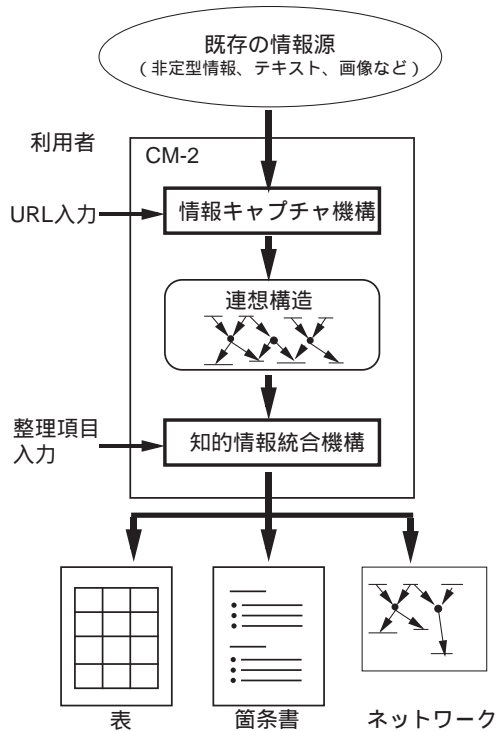 既存の情報源
（非定型情報、テキスト、画像など）
利用者
CM-2
URL入力
情報キャプチャ機構
連想構造
整理項目
入力
知的情報統合機構
表
箇条書
ネットワーク